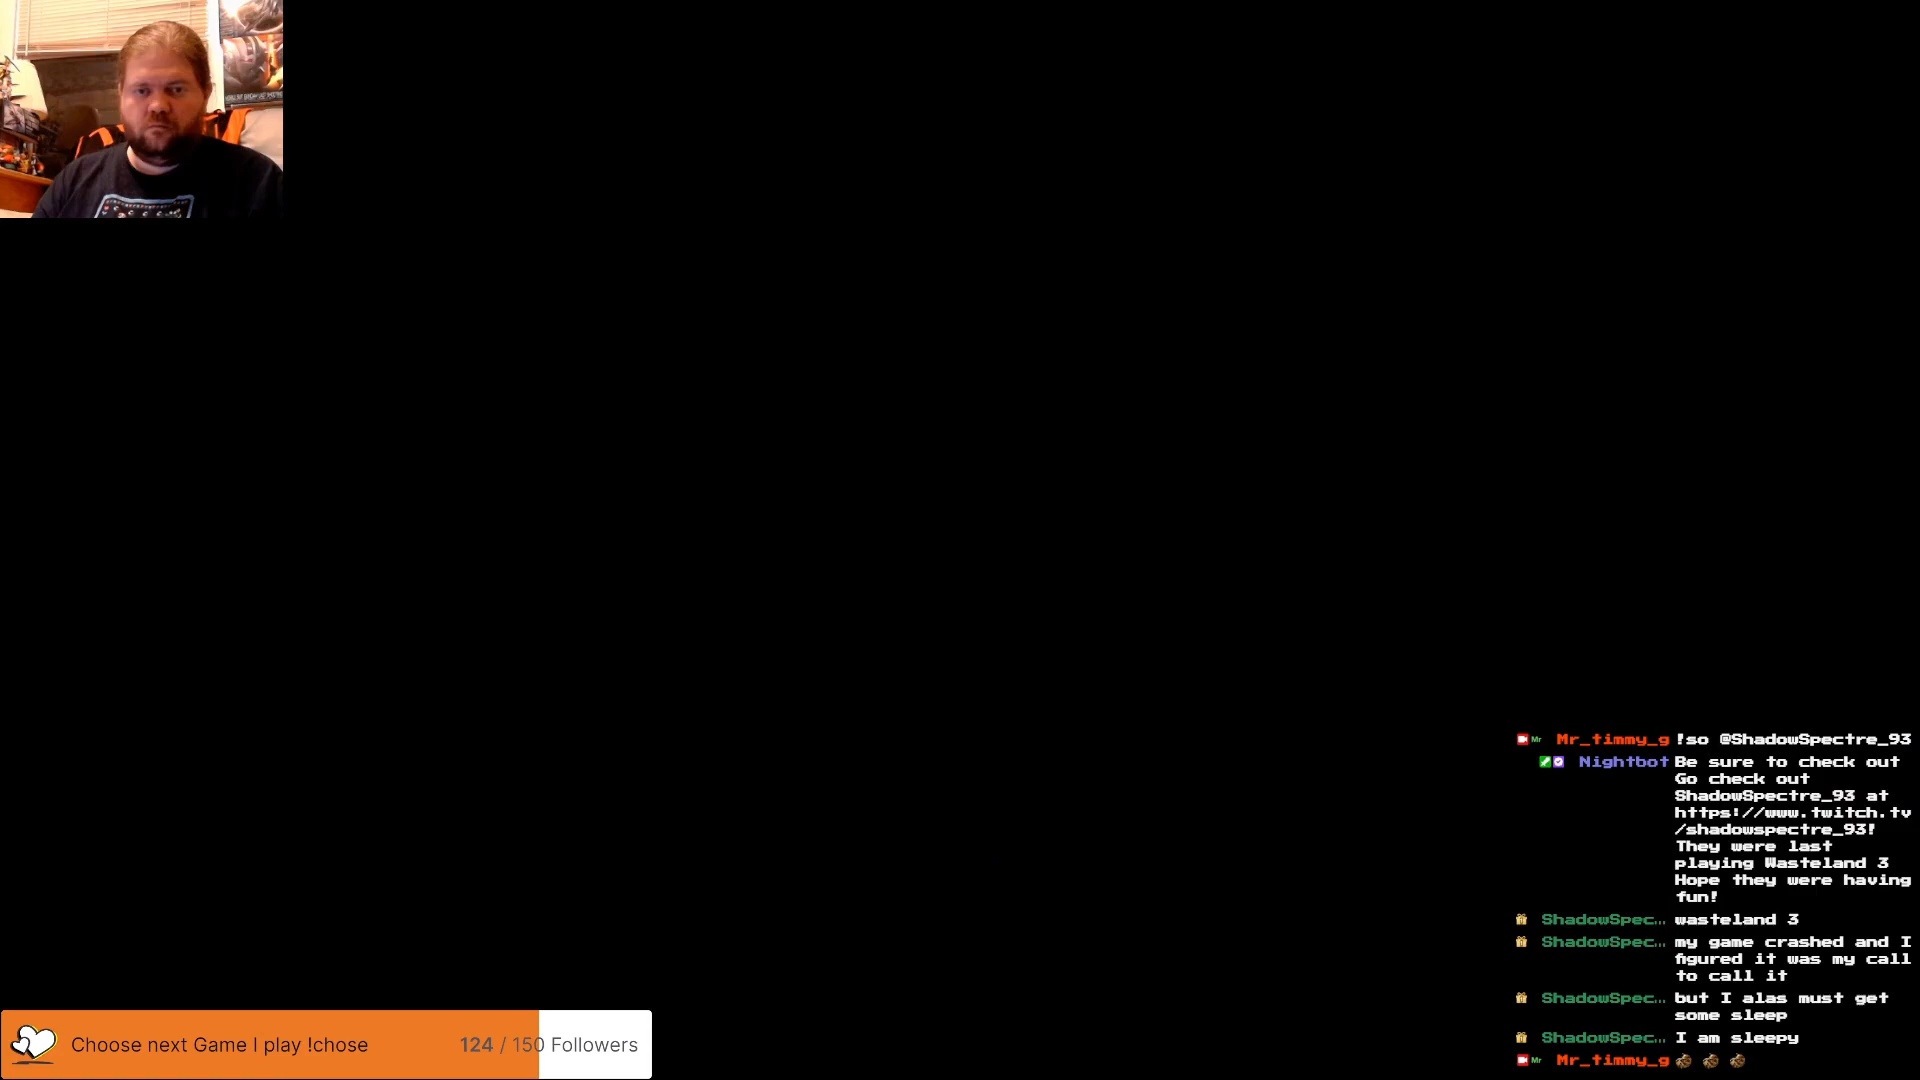 Mr Mr_timmy_g !so @ShadowSpectre_93
Nightbot Be sure to check out
Go check out
ShadowSpectre_93 at
https://www.twitch.tv
/shadowspectre_93!
They were last
playing Wasteland 3
Hope they were having
fun!
ShadowSpec... wasteland 3
ShadowSpec... my game crashed and I
figured it was my call
to call it
ShadowSpec... but I alas must get
some sleep
ShadowSpec... I am sleepy
Mr Mr_timmy_g
Choose next Game I play !chose 124 / 150 Followers